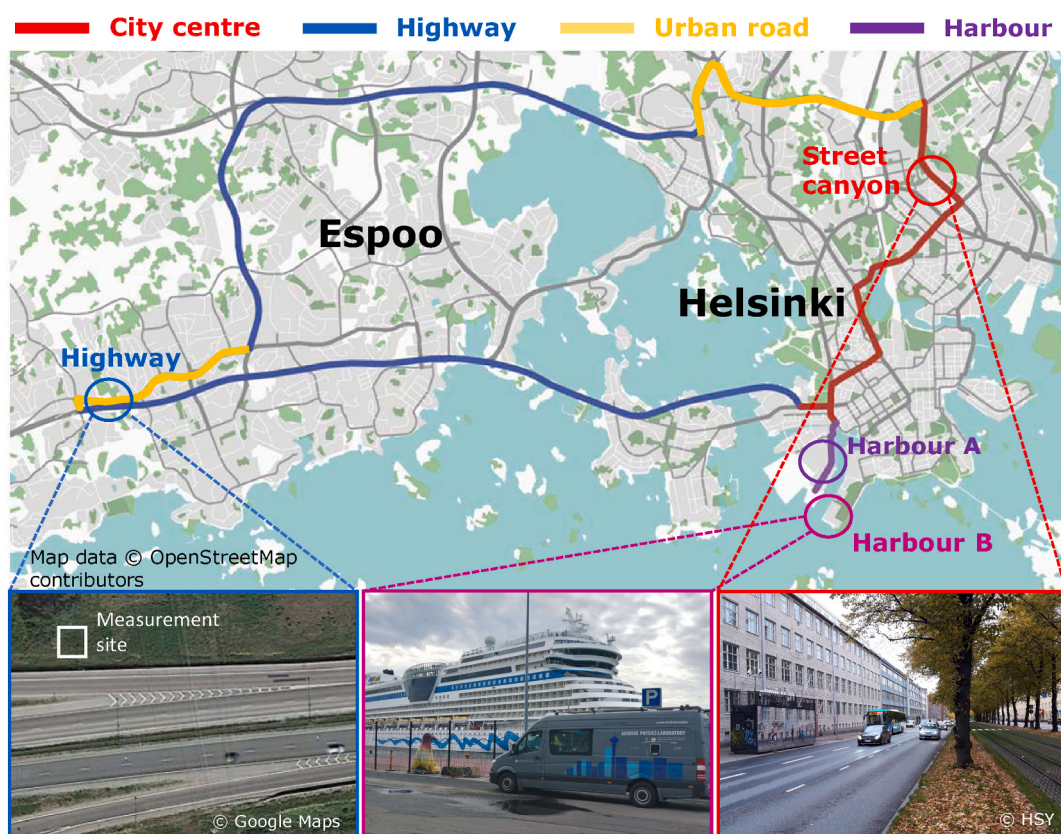 City centre
Highway
Urban road
Harbour
Street
canyon
Espoo
Helsinki
Highway
Harbour A
Harbour B
Map data © OpenStreetMap
contributors
Measurement
site
© Google Maps
P
AEROSOL PHYSICS LABORATORY
© HSY